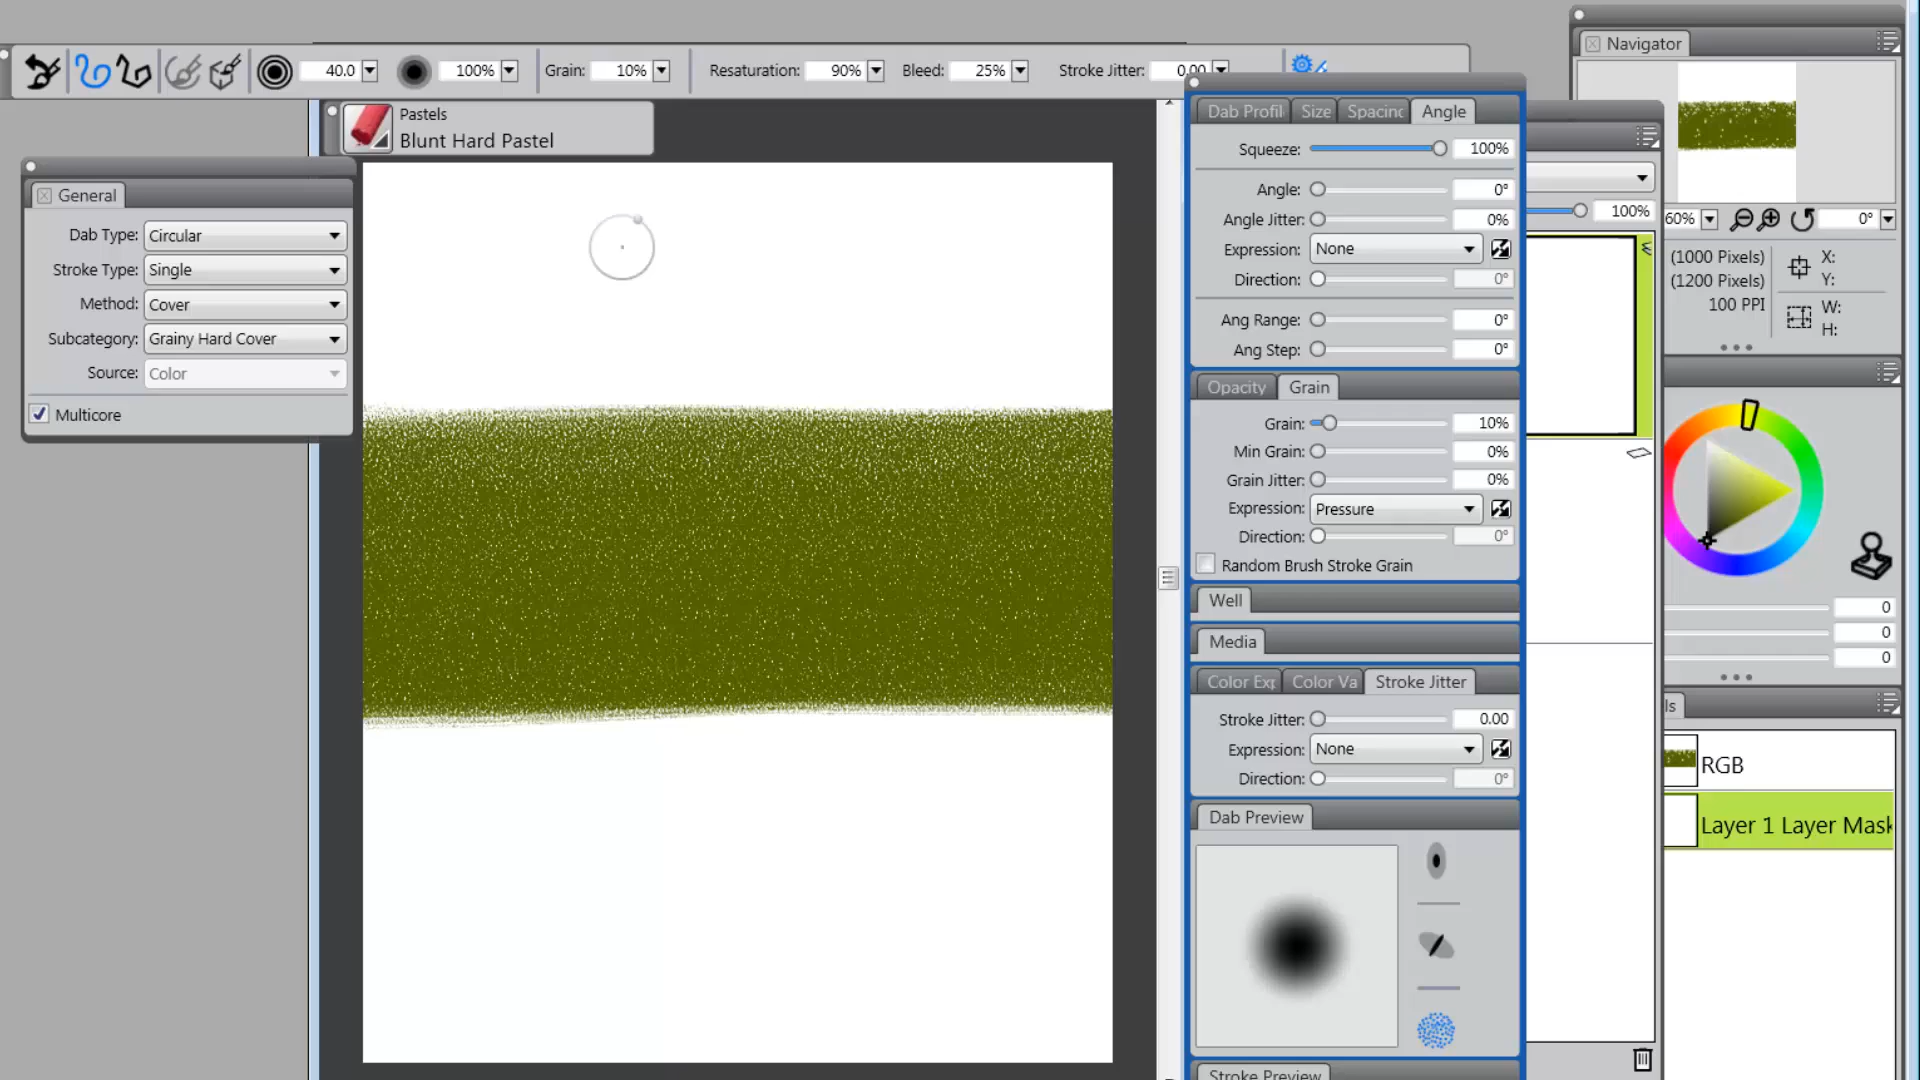 40.0
100%
Grain: 10%
Resaturation: 90%
Bleed: 25%
Stroke Jitter: 0.00
Pastels
Blunt Hard Pastel
General
Dab Type: Circular
Stroke Type: Single
Method: Cover
Subcategory: Grainy Hard Cover
Source: Color
Multicore
Dab Profil Size Spacinc Angle
Squeeze: 100%
Angle: 0°
Angle Jitter: 0%
Expression: None
Direction: 0°
Ang Range: 0°
Ang Step: 0°
Opacity Grain
Grain: 10%
Min Grain: 0%
Grain Jitter: 0%
Expression: Pressure
Direction: 0°
Random Brush Stroke Grain
Well
Media
Color Exp Color Va Stroke Jitter
Stroke Jitter: 0.00
Expression: None
Direction: 0°
Dab Preview
Stroke Preview
100%
Navigator
60% 0°
(1000 Pixels) X:
(1200 Pixels) Y:
100 PPI W:
H:
0
0
0
ls
RGB
Layer 1 Layer Mask